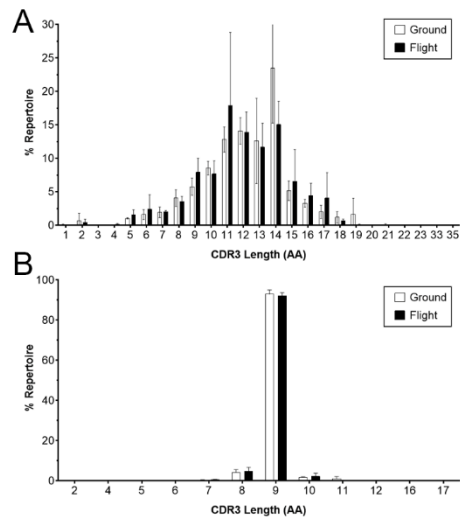 A
30
25
20
15
10
5
0
% Repertoire
Ground
Flight
1 2 3 4 5 6 7 8 9 10 11 12 13 14 15 16 17 18 19 20 21 22 23 33 35
CDR3 Length (AA)
B
100
80
60
40
20
0
% Repertoire
Ground
Flight
2 4 5 6 7 8 9 10 11 12 16 17
CDR3 Length (AA)